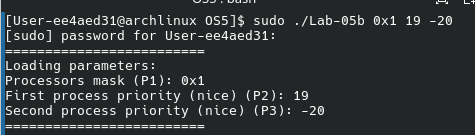 [User-ee4aed31@archlinux OS5]$ sudo ./Lab-05b 0x1 19 -20
[sudo] password for User-ee4aed31:
=========================
Loading parameters:
Processors mask (P1): 0x1
First process priority (nice) (P2): 19
Second process priority (nice) (P3): -20
=========================